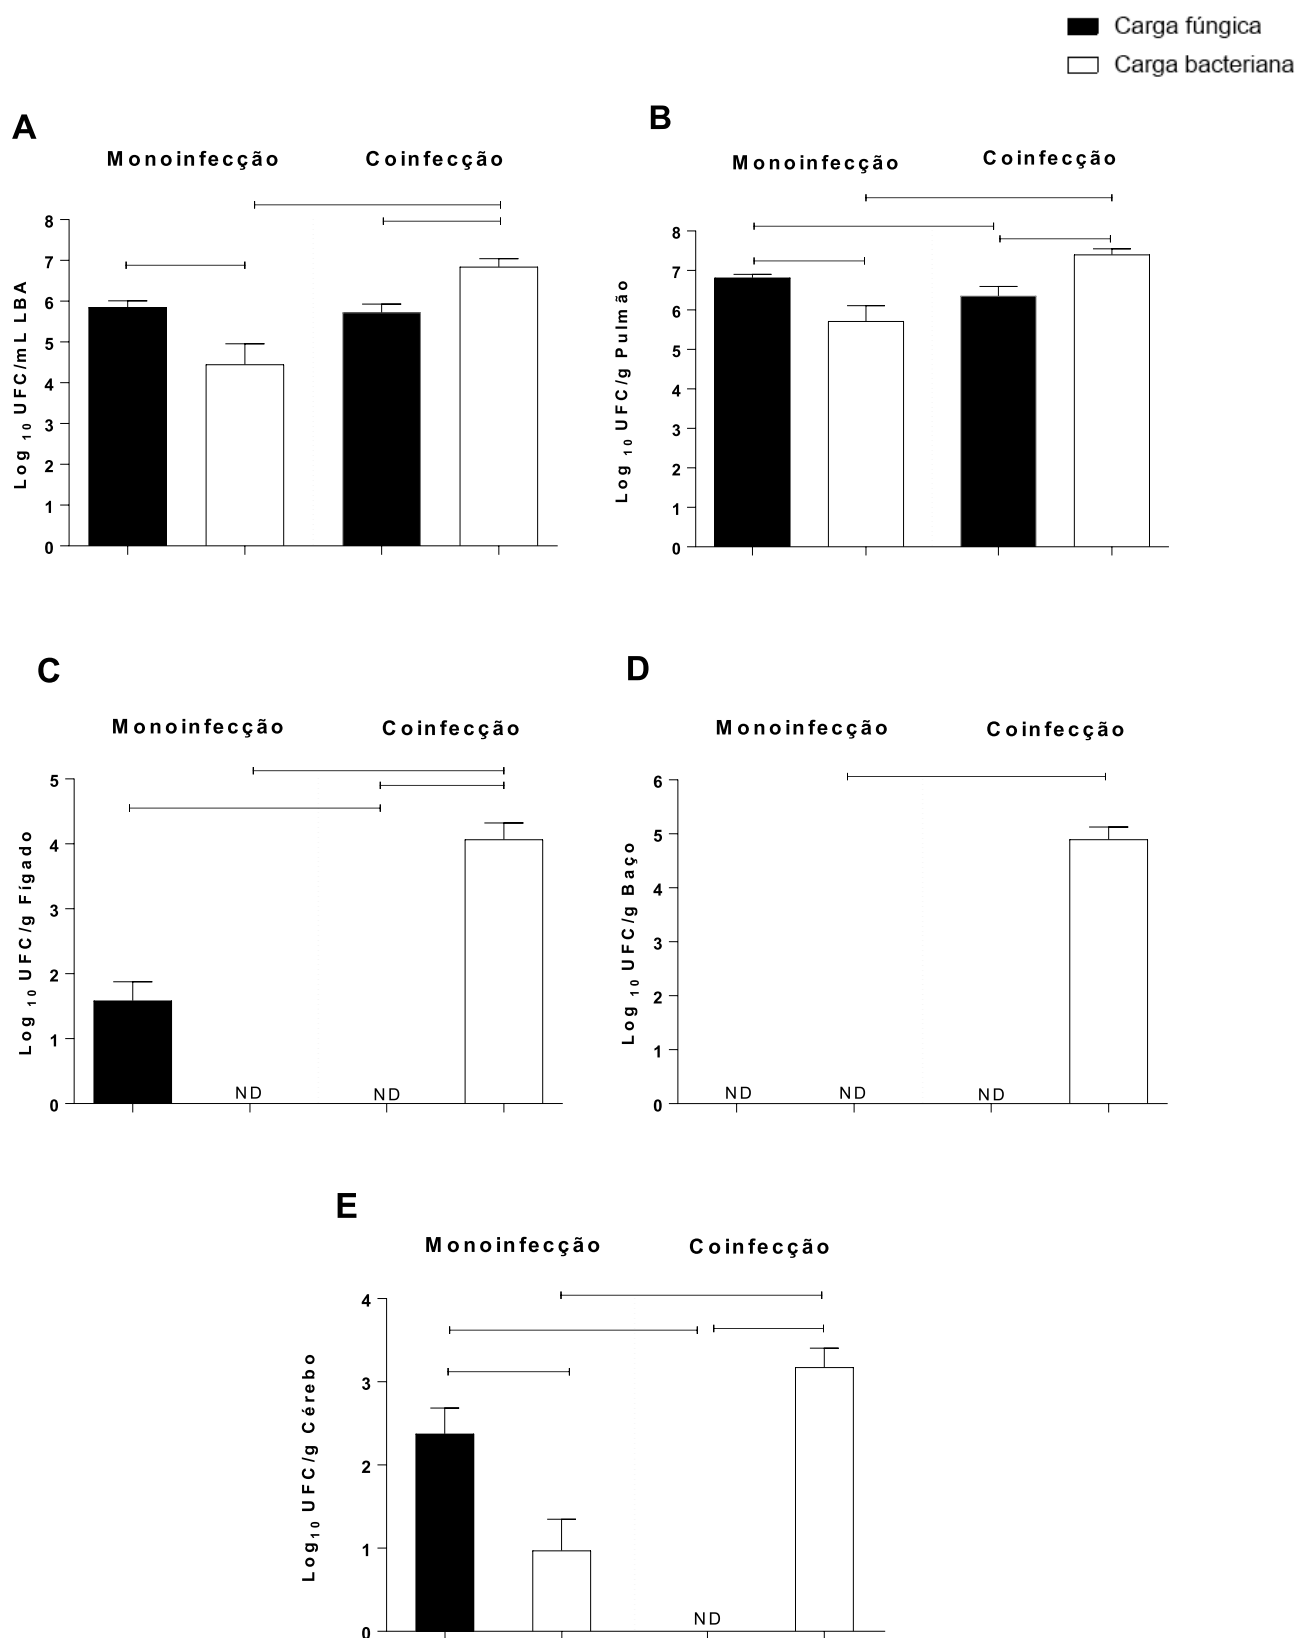 Carga fúngica
Carga bacteriana
A
Monoinfecção Coinfecção
Log 10 UFC/mL LBA
8
7
6
5
4
3
2
1
0
B
Monoinfecção Coinfecção
Log 10 UFC/g Pulmão
8
7
6
5
4
3
2
1
0
C
Monoinfecção Coinfecção
Log 10 UFC/g Fígado
5
4
3
2
1
0
ND ND
D
Monoinfecção Coinfecção
Log 10 UFC/g Baço
6
5
4
3
2
1
0
ND ND ND
E
Monoinfecção Coinfecção
Log10 UFC/g Cérebo
4
3
2
1
0
ND